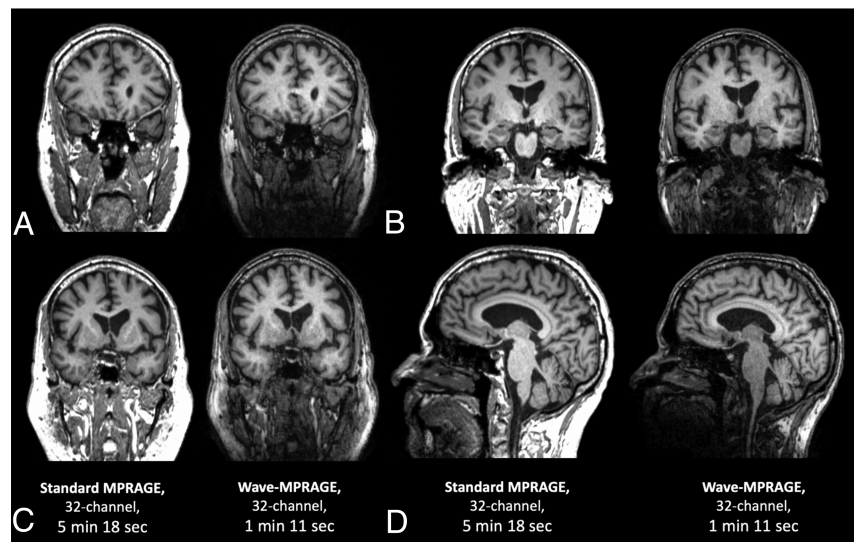 A
B
C
Standard MPRAGE,
32-channel,
5 min 18 sec
Wave-MPRAGE,
32-channel,
1 min 11 sec
D
Standard MPRAGE,
32-channel,
5 min 18 sec
Wave-MPRAGE,
32-channel,
1 min 11 sec